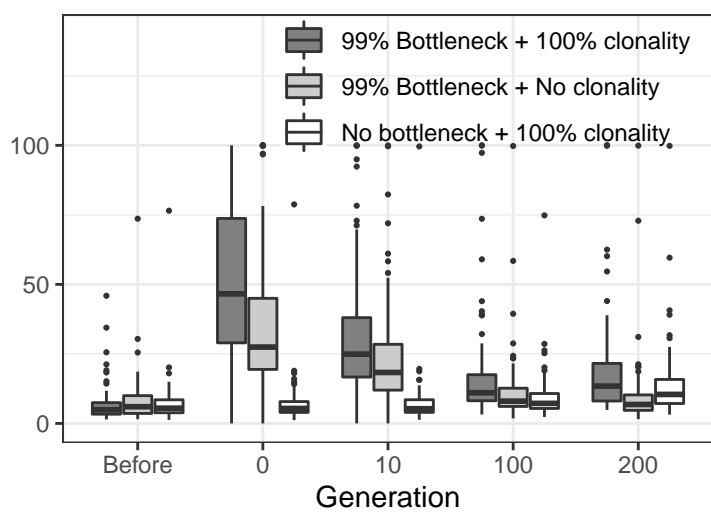 99% Bottleneck + 100% clonality
99% Bottleneck + No clonality
No bottleneck + 100% clonality
100
50
0
Before 0 10 100 200
Generation